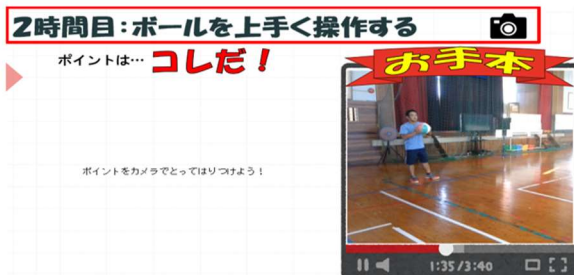 2時間目：ボールを上手く操作する
ポイントは…コレだ！
お手本
ポイントをカメラでとってはりつけよう！
1:35/3:40